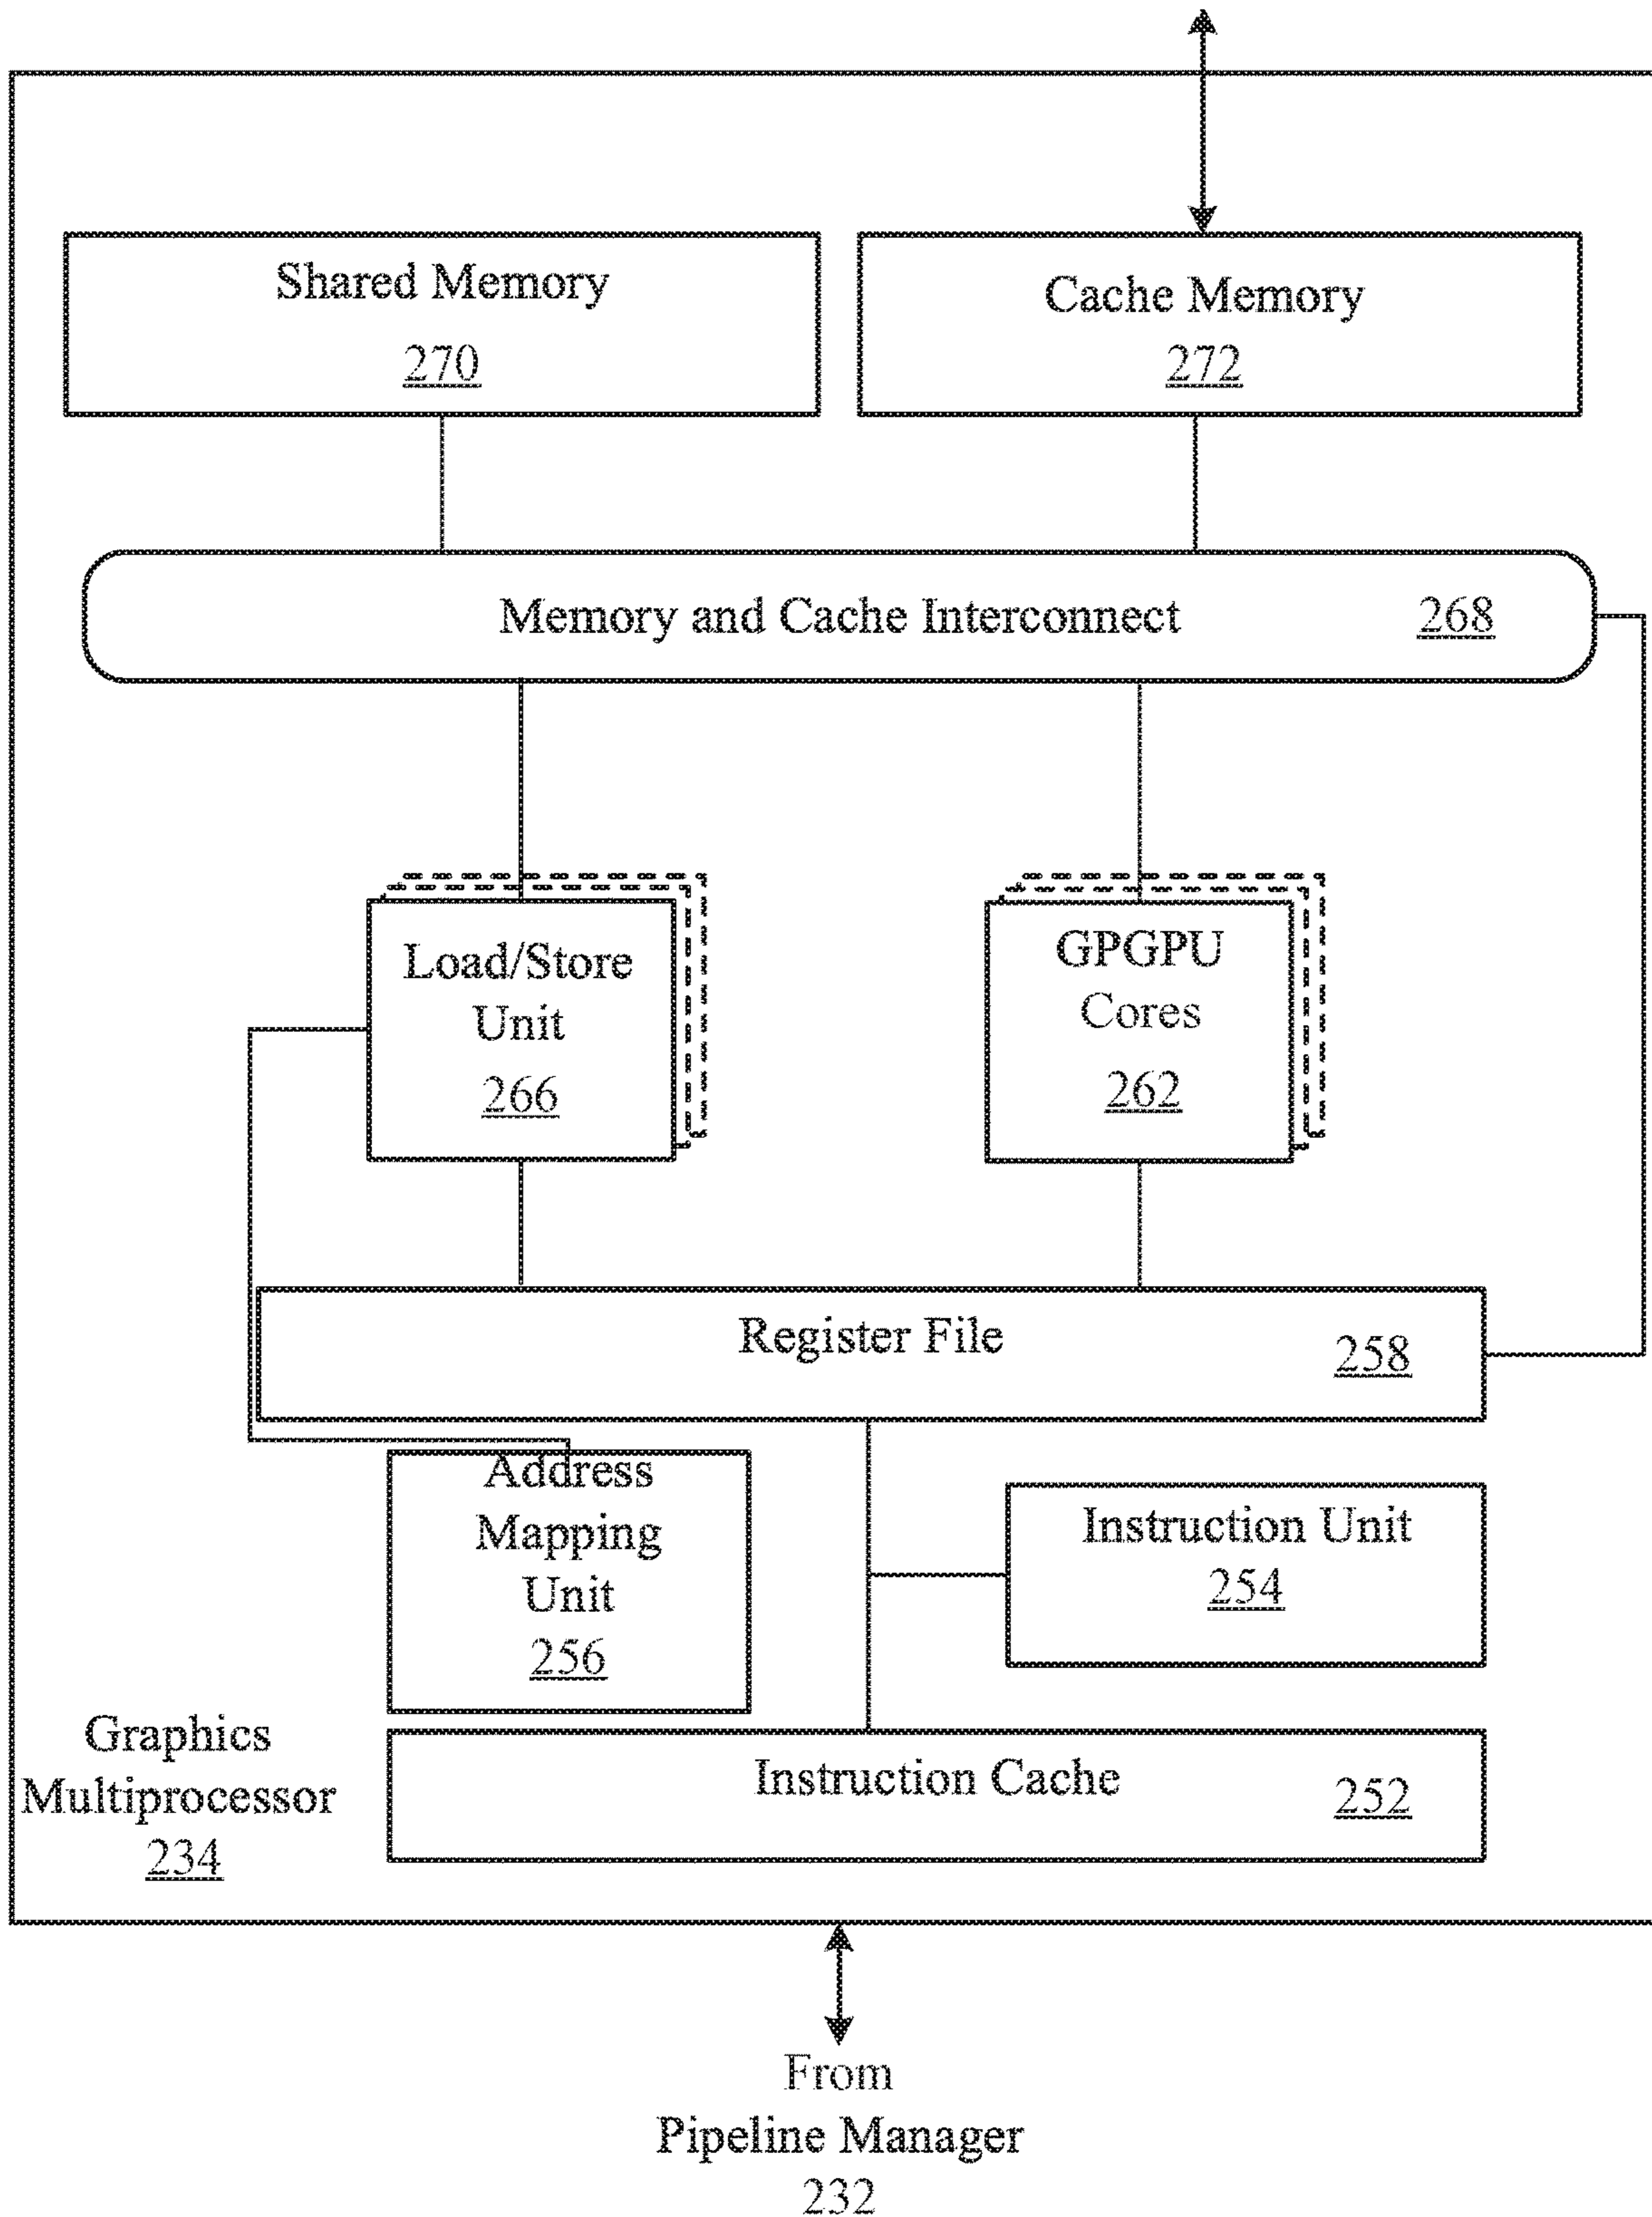 Shared Memory
270
Cache Memory
272
Memory and Cache Interconnect 268
Load/Store
Unit
266
GPGPU
Cores
262
Register File 258
Address
Mapping
Unit
256
Instruction Unit
254
Graphics
Multiprocessor
234
Instruction Cache 252
From
Pipeline Manager
232